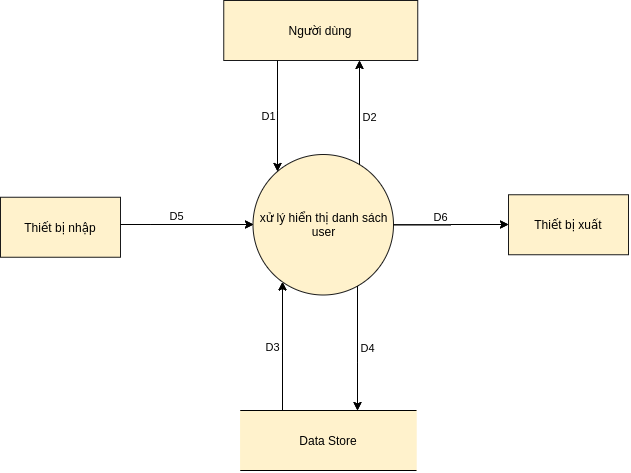 Người dùng
D1
D2
Thiết bị nhập
D5
xử lý hiển thị danh sách
user
D6
Thiết bị xuất
D3
D4
Data Store